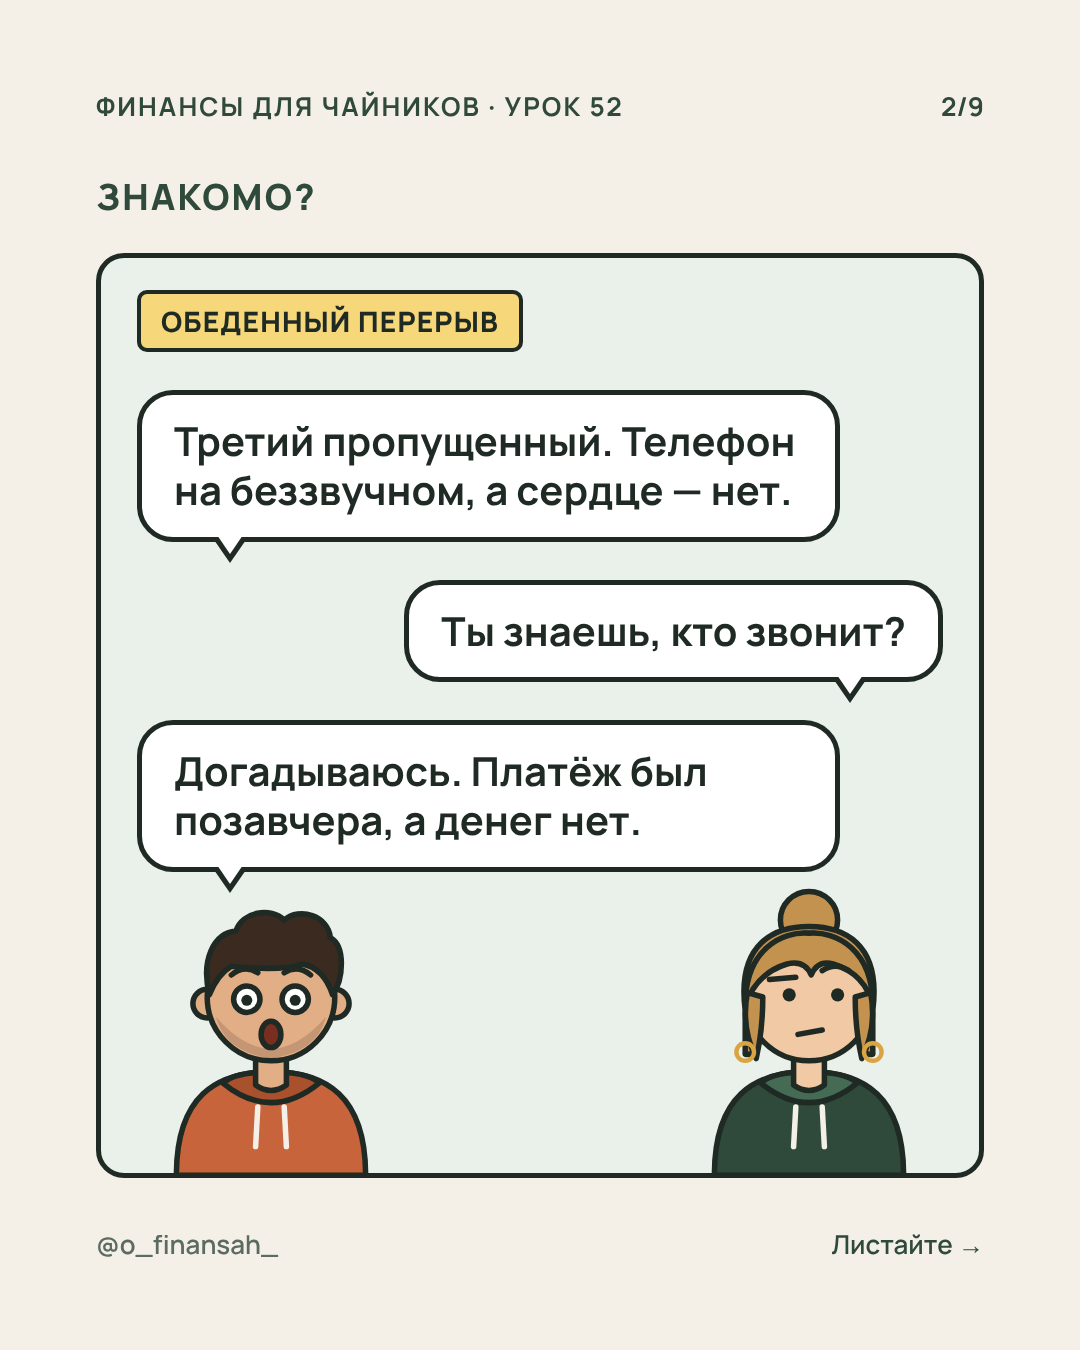 ФИНАНСЫ ДЛЯ ЧАЙНИКОВ · УРОК 52
2/9
ЗНАКОМО?
ОБЕДЕННЫЙ ПЕРЕРЫВ
Третий пропущенный. Телефон
на беззвучном, а сердце — нет.
Ты знаешь, кто звонит?
Догадываюсь. Платёж был
позавчера, а денег нет.
@o_finansah_
Листайте →